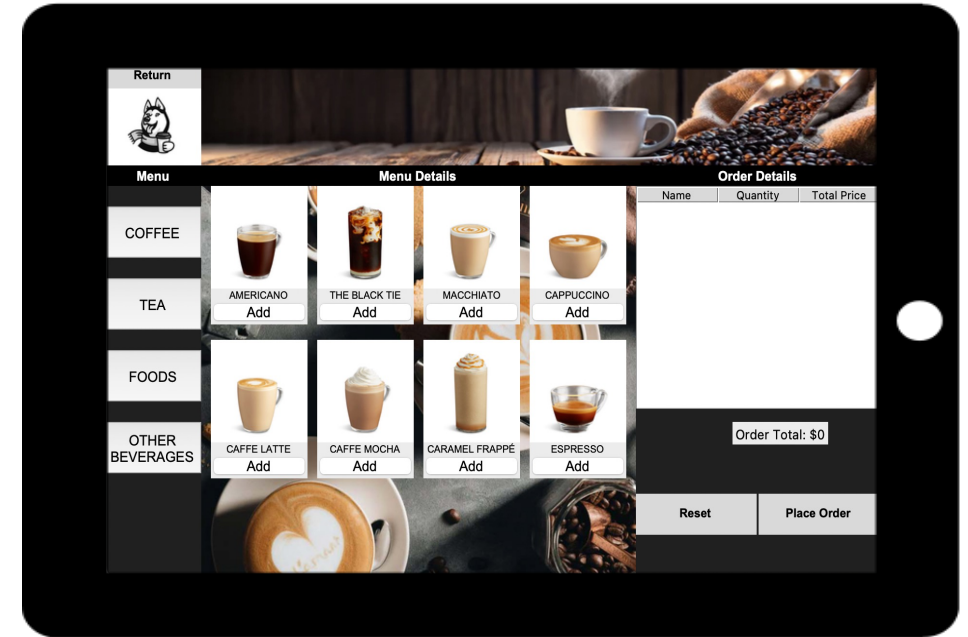 Return
Menu
Menu Details
Order Details
Name Quantity Total Price
COFFEE
TEA
FOODS
OTHER
BEVERAGES
AMERICANO
Add
THE BLACK TIE
Add
MACCHIATO
Add
CAPPUCCINO
Add
CAFFE LATTE
Add
CAFFE MOCHA
Add
CARAMEL FRAPPÉ
Add
ESPRESSO
Add
Order Total: $0
Reset
Place Order